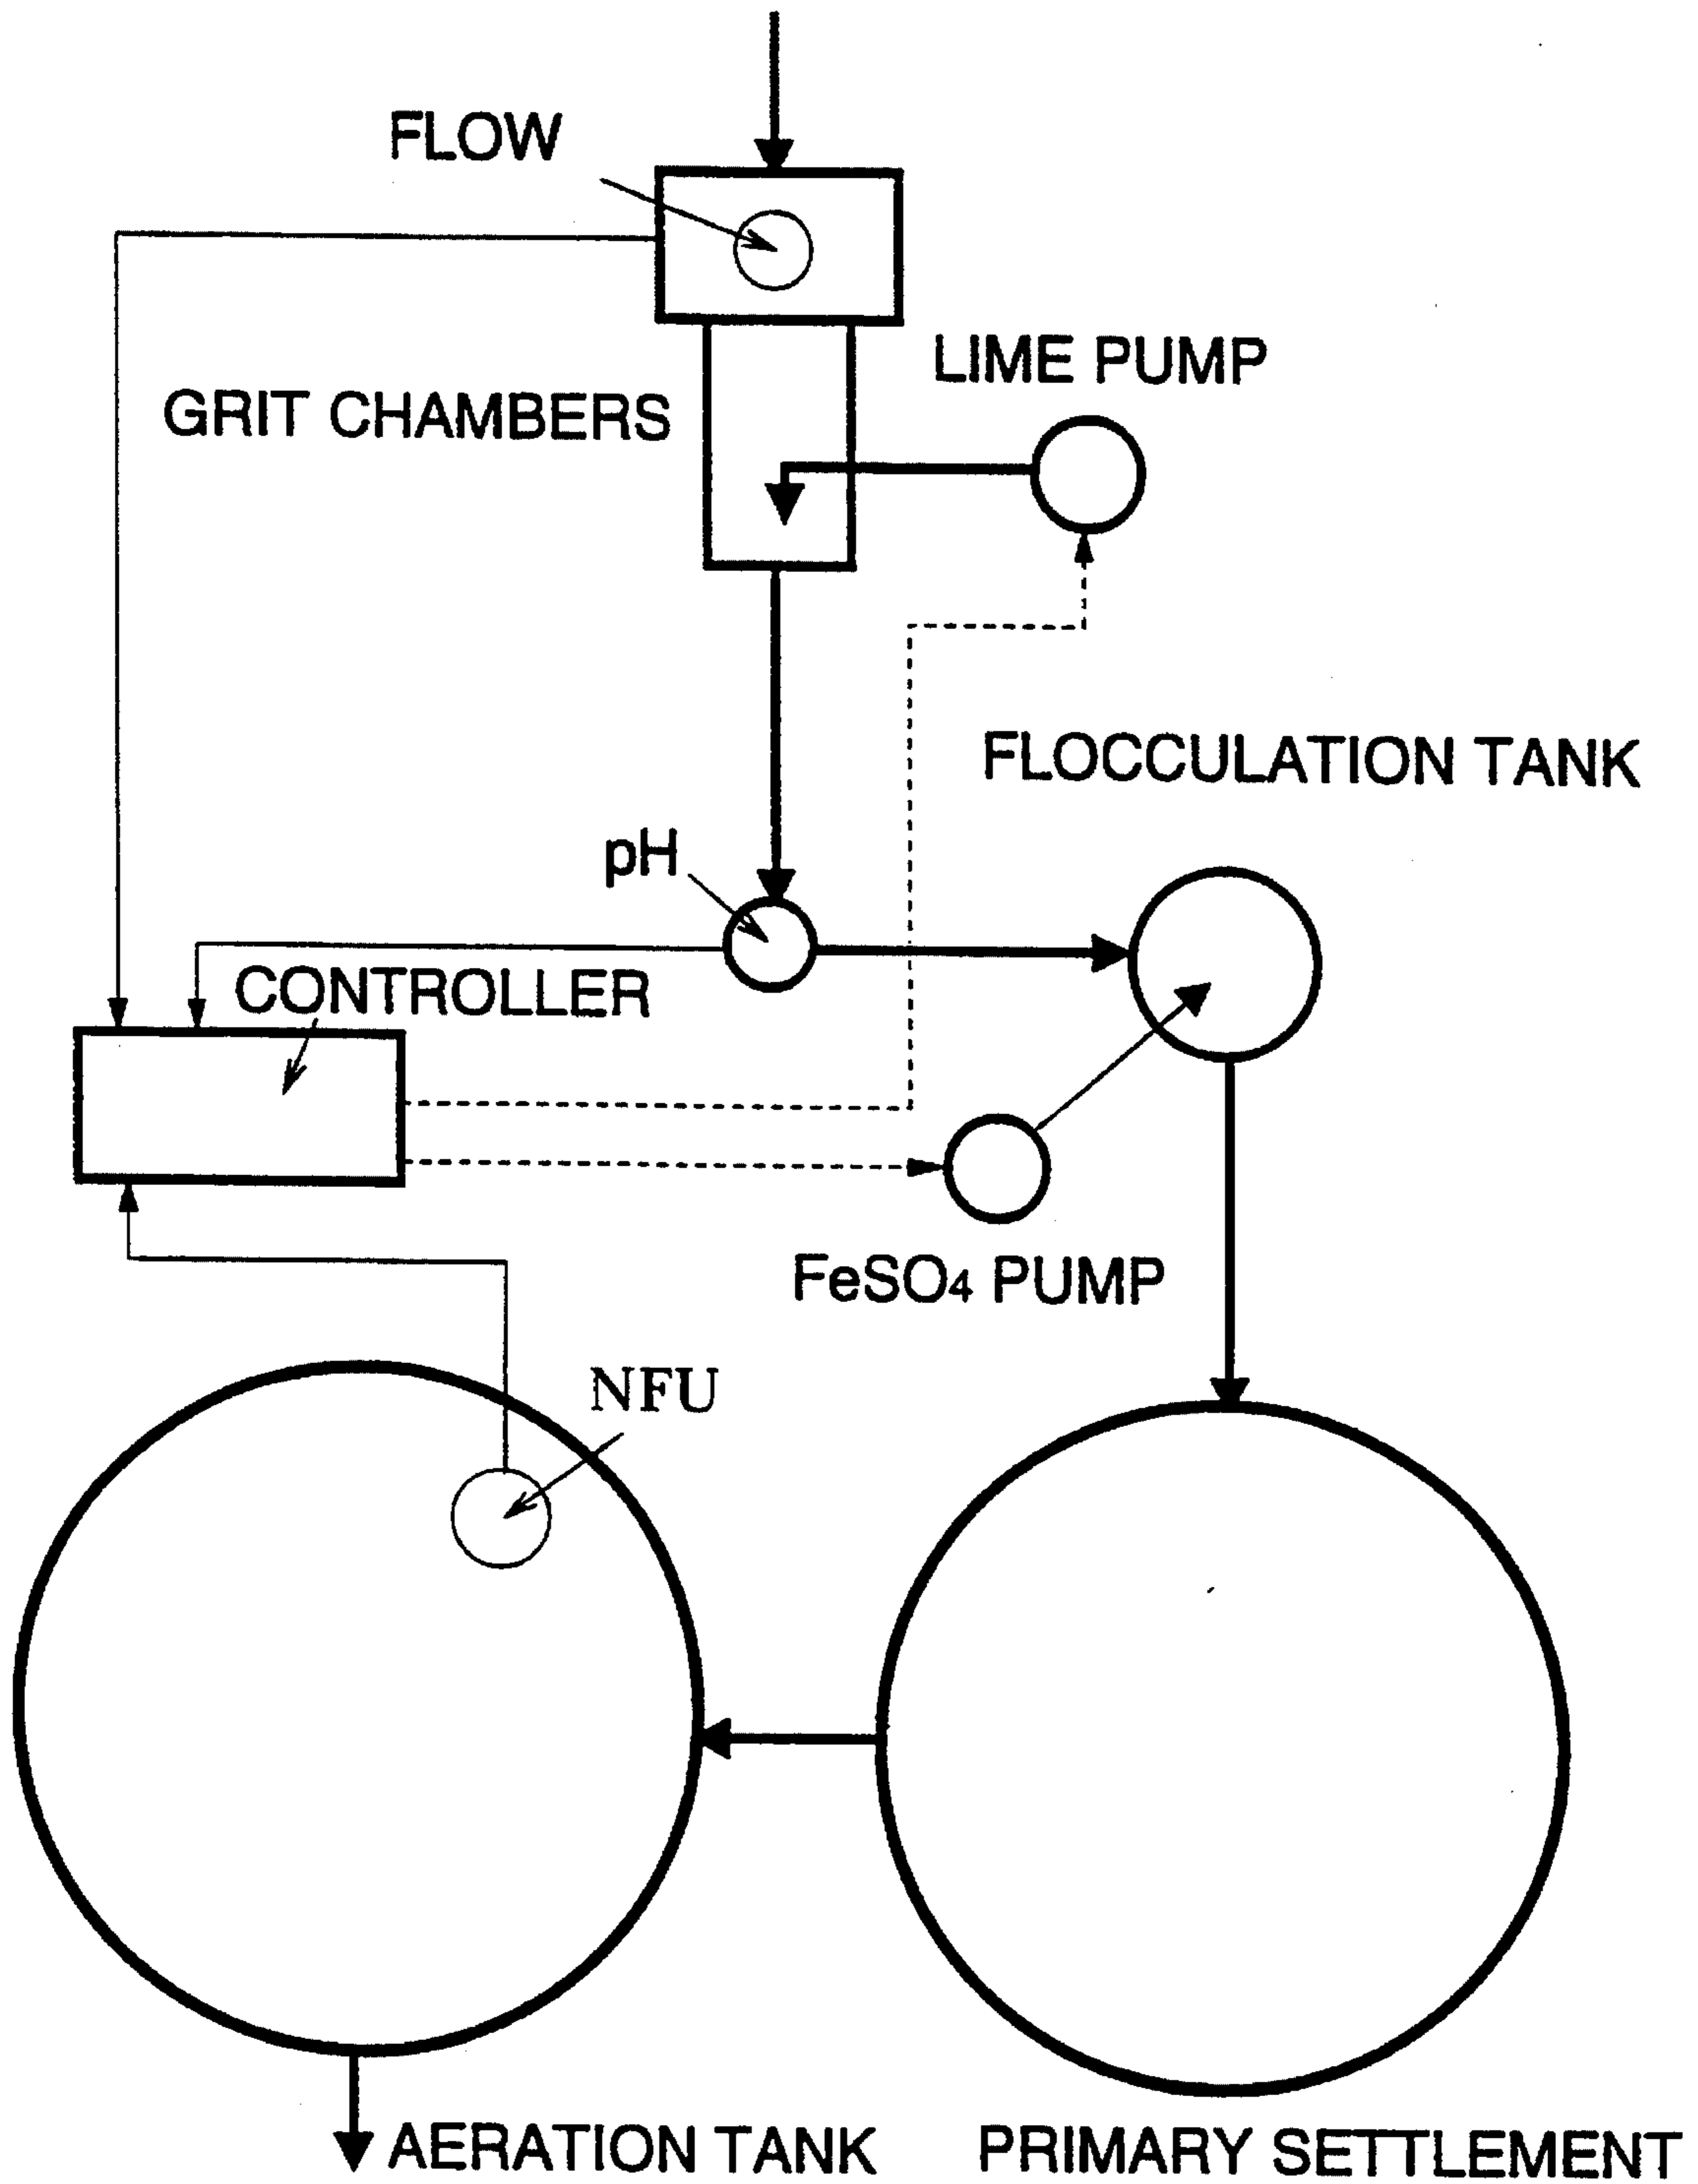 FLOW
LIME PUMP
GRIT CHAMBERS
FLOCCULATION TANK
pH
CONTROLLER
FeSO4 PUMP
NFU
AERATION TANK
PRIMARY SETTLEMENT